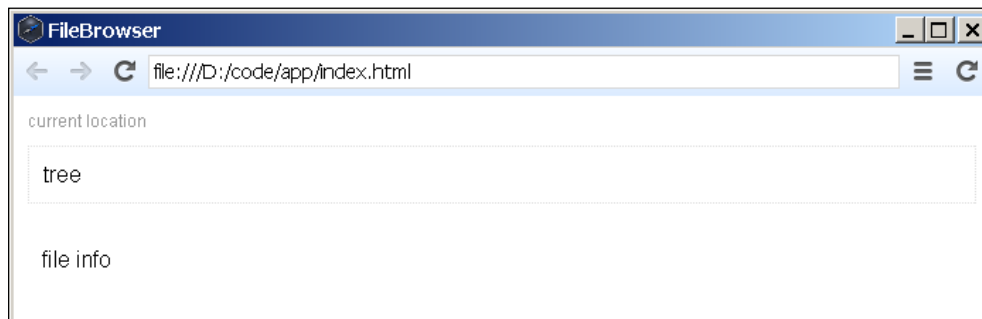 FileBrowser
file:///D:/code/app/index.html
current location
tree
file info